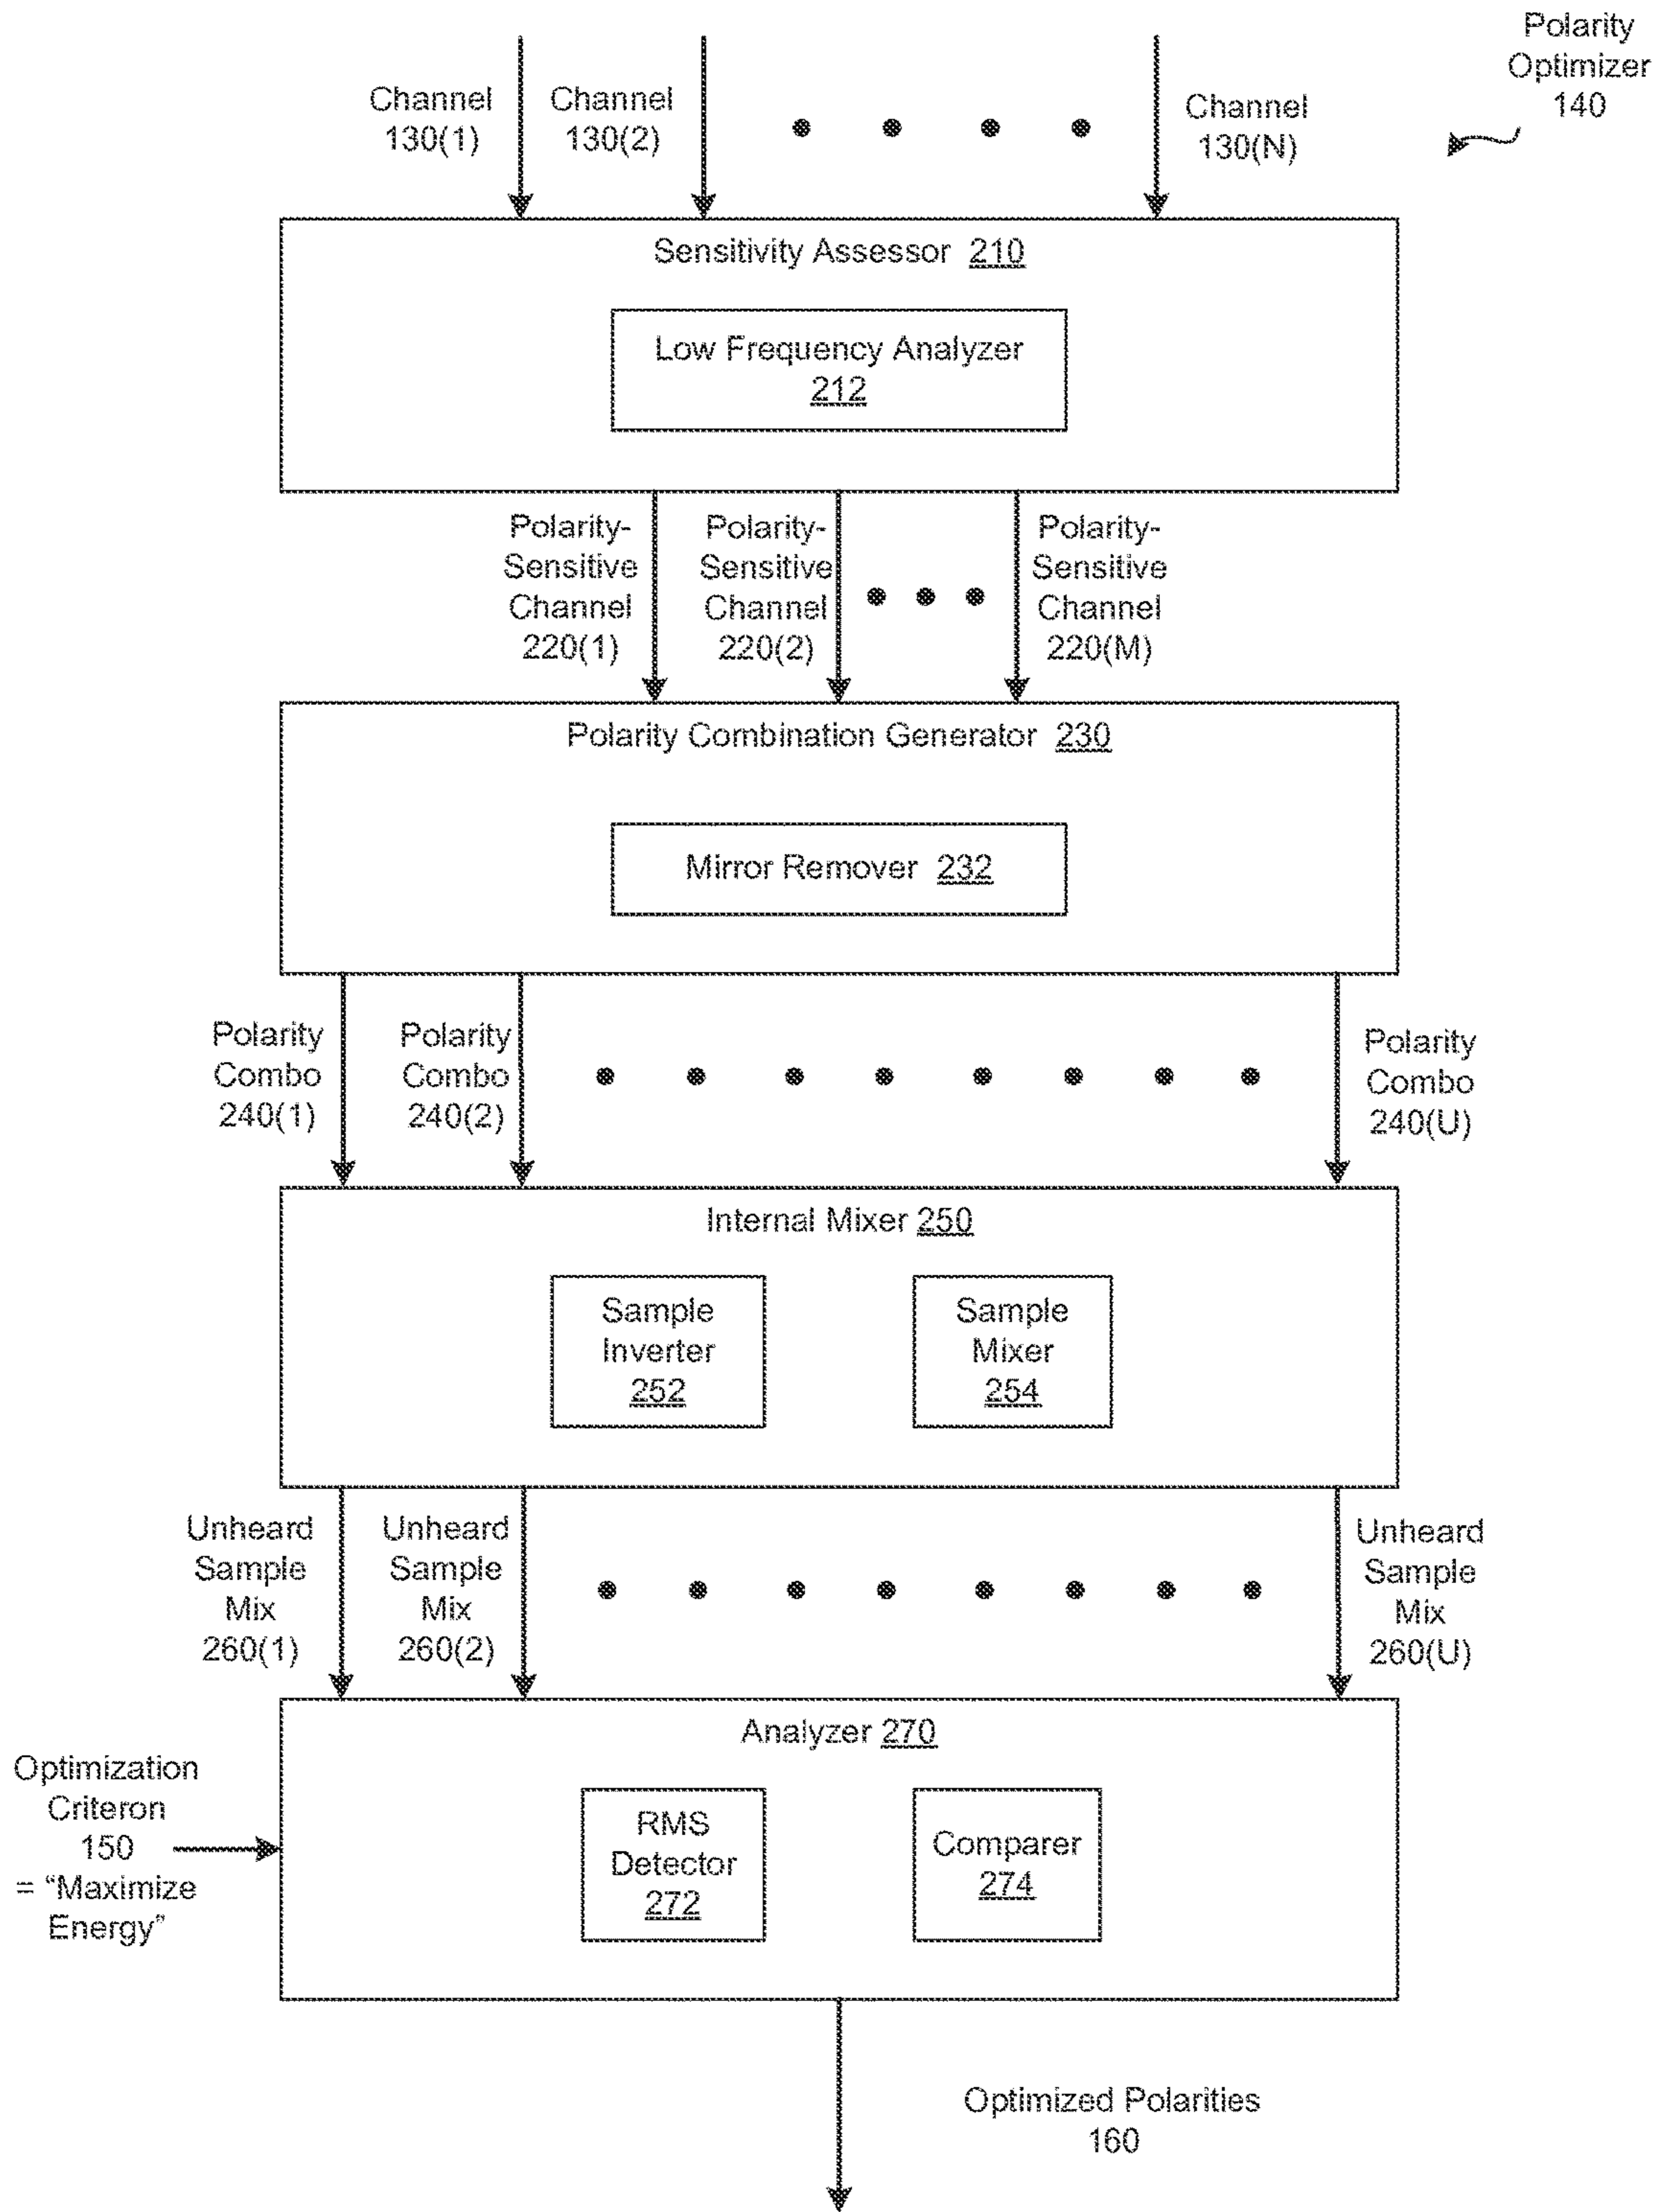 Polarity
Optimizer
140
Channel
130(1)
Channel
130(2)
Channel
130(N)
Sensitivity Assessor 210
Low Frequency Analyzer
212
Polarity-
Sensitive
Channel
220(1)
Polarity-
Sensitive
Channel
220(2)
Polarity-
Sensitive
Channel
220(M)
Polarity Combination Generator 230
Mirror Remover 232
Polarity
Combo
240(1)
Polarity
Combo
240(2)
Polarity
Combo
240(U)
Internal Mixer 250
Sample
Inverter
252
Sample
Mixer
254
Unheard
Sample
Mix
260(1)
Unheard
Sample
Mix
260(2)
Unheard
Sample
Mix
260(U)
Analyzer 270
Optimization
Criteron
150
= “Maximize
Energy”
RMS
Detector
272
Comparer
274
Optimized Polarities
160